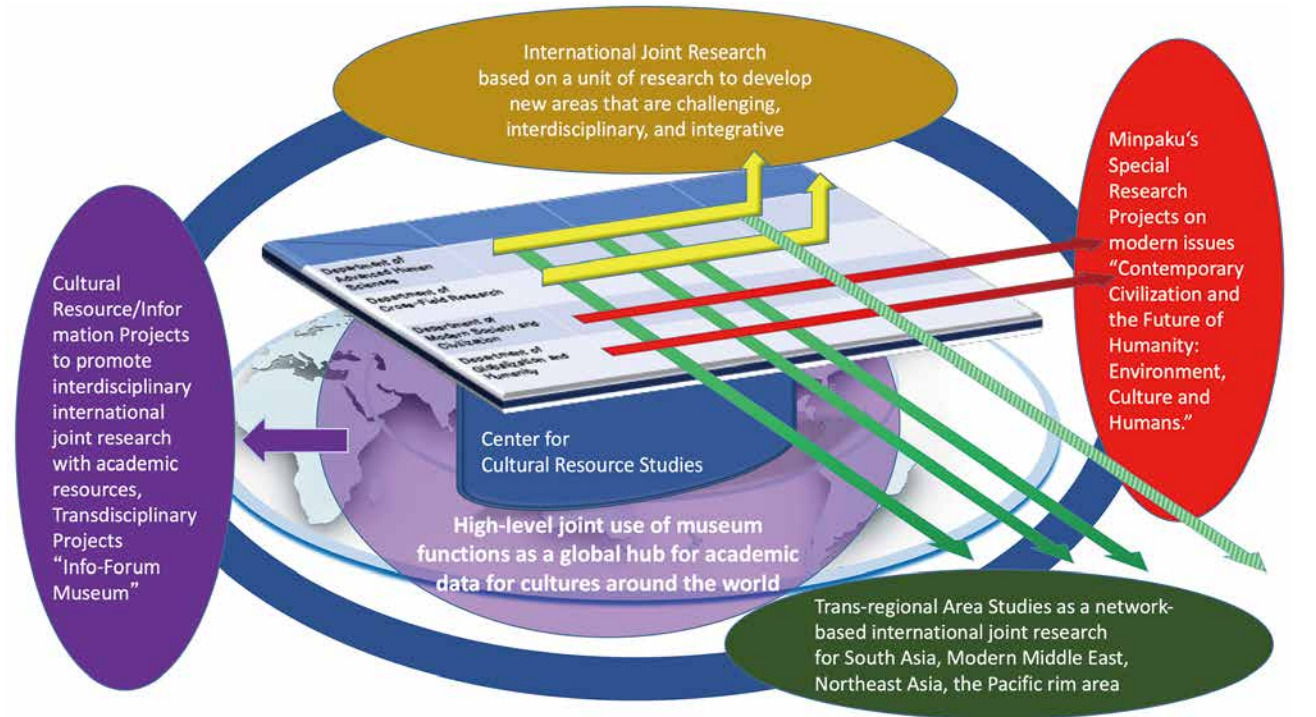 International Joint Research
based on a unit of research to develop
new areas that are challenging,
interdisciplinary, and integrative
Minpaku‘s
Special
Research
Projects on
modern issues
“Contemporary
Civilization and
the Future of
Humanity:
Environment,
Culture and
Humans.”
Cultural
Resource/Infor
mation Projects
to promote
interdisciplinary
international
joint research
with academic
resources,
Transdisciplinary
Projects
“Info-Forum
Museum”
Department of
Advanced Human
Science
Department of
Cross-Field Research
Department of
Modern Society and
Civilization
Department of
Globalization and
Humanity
Center for
Cultural Resource Studies
High-level joint use of museum
functions as a global hub for academic
data for cultures around the world
Trans-regional Area Studies as a network-
based international joint research
for South Asia, Modern Middle East,
Northeast Asia, the Pacific rim area